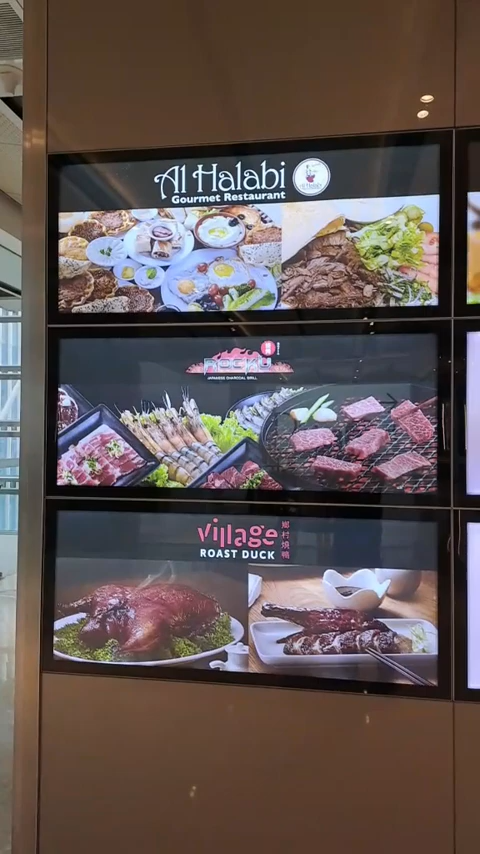 Al Halabi
Gourmet Restaurant
JAPANESE CHARCOAL GRILL
Village
ROAST DUCK
鄉村燒鴨